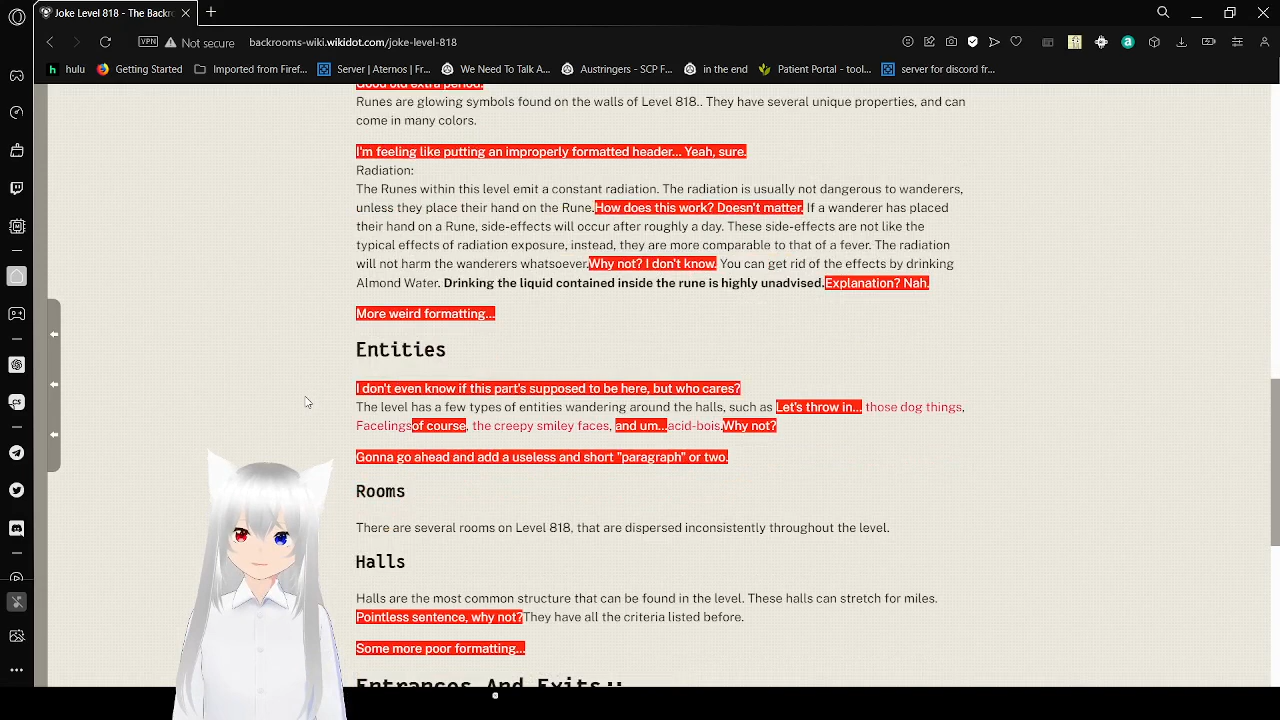 Joke Level 818 - The Backr
Not secure
VPN
backrooms-wiki.wikidot.com/joke-level-818
hulu
Getting Started
Imported from Firef...
Server | Aternos | Fr...
We Need To Talk A...
Austringers - SCP F...
in the end
Patient Portal - tool...
server for discord fr...
Good old extra period.
Runes are glowing symbols found on the walls of Level 818.. They have several unique properties, and can
come in many colors.
I'm feeling like putting an improperly formatted header... Yeah, sure.
Radiation:
The Runes within this level emit a constant radiation. The radiation is usually not dangerous to wanderers,
unless they place their hand on the Rune.How does this work? Doesn't matter. If a wanderer has placed
their hand on a Rune, side-effects will occur after roughly a day. These side-effects are not like the
typical effects of radiation exposure, instead, they are more comparable to that of a fever. The radiation
will not harm the wanderers whatsoever.Why not? I don't know. You can get rid of the effects by drinking
Almond Water. Drinking the liquid contained inside the rune is highly unadvised.Explanation? Nah.
More weird formatting...
Entities
I don't even know if this part's supposed to be here, but who cares?
The level has a few types of entities wandering around the halls, such as Let's throw in... those dog things,
Facelingsof course, the creepy smiley faces, and um...acid-bois.Why not?
Gonna go ahead and add a useless and short "paragraph" or two.
Rooms
There are several rooms on Level 818, that are dispersed inconsistently throughout the level.
Halls
Halls are the most common structure that can be found in the level. These halls can stretch for miles.
Pointless sentence, why not?They have all the criteria listed before.
Some more poor formatting...
Entrances And Exits::